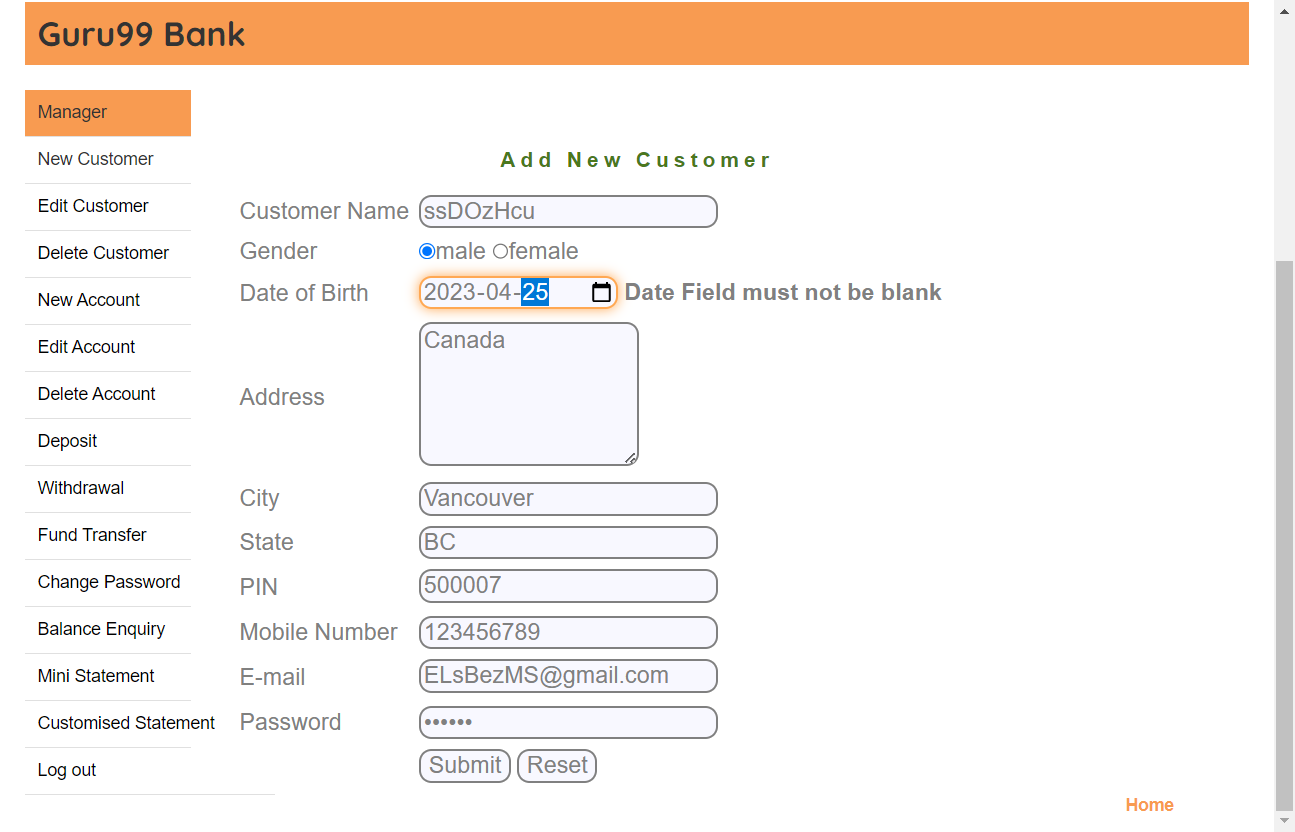 Guru99 Bank
Manager
New Customer
Edit Customer
Delete Customer
New Account
Edit Account
Delete Account
Deposit
Withdrawal
Fund Transfer
Change Password
Balance Enquiry
Mini Statement
Customised Statement
Log out
Add New Customer
Customer Name ssDOzHcu
Gender male female
Date of Birth 2023-04-25 Date Field must not be blank
Address Canada
City Vancouver
State BC
PIN 500007
Mobile Number 123456789
E-mail ELsBezMS@gmail.com
Password ••••••
Submit Reset
Home